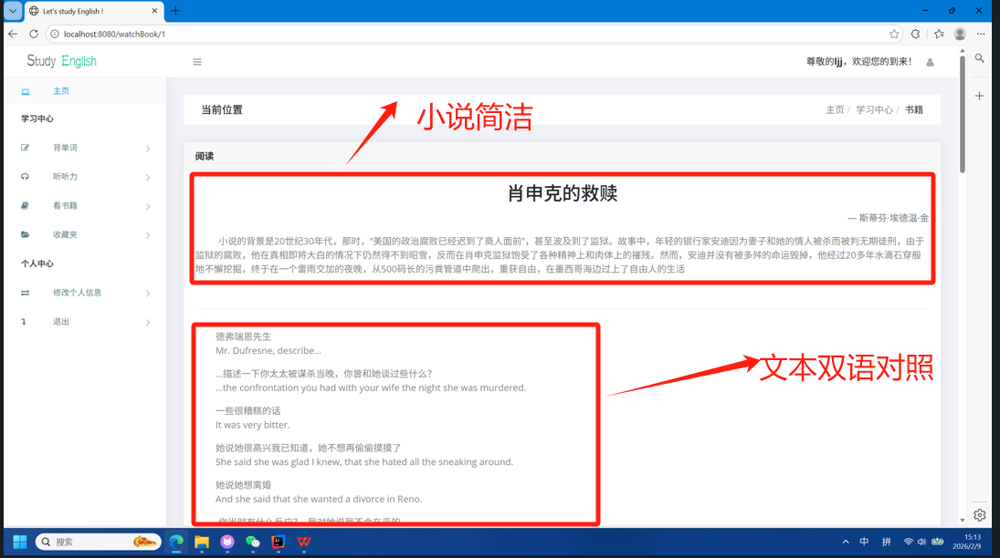 Let's study English !
localhost:8080/watchBook/1
Study English
尊敬的ljj，欢迎您的到来！
主页
学习中心
背单词
听听力
看书籍
收藏夹
个人中心
修改个人信息
退出
当前位置
主页 / 学习中心 / 书籍
小说简洁
阅读
肖申克的救赎
— 斯蒂芬·埃德温·金
小说的背景是20世纪30年代，那时，“美国的政治腐败已经迟到了商人面前”，甚至波及到了监狱。故事中，年轻的银行家安迪因为妻子和她的情人被杀而被判无期徒刑，由于
监狱的腐败，他在真相即将大白的情况下仍然得不到昭雪，反而在肖申克监狱饱受了各种精神上和肉体上的摧残。然而，安迪并没有被多舛的命运毁掉，他经过20多年水滴石穿般
地不懈挖掘，终于在一个雷雨交加的夜晚，从500码长的污粪管道中爬出，重获自由，在墨西哥海边过上了自由人的生活
德弗瑞恩先生
Mr. Dufresne, describe...
...描述一下你太太被谋杀当晚，你曾和她谈过些什么？
...the confrontation you had with your wife the night she was murdered.
一些很糟糕的话
It was very bitter.
她说她很高兴我已知道，她不想再偷偷摸摸了
She said she was glad I knew, that she hated all the sneaking around.
她说她想离婚
And she said that she wanted a divorce in Reno.
文本双语对照
搜索
中
拼
15:13
2026/2/9